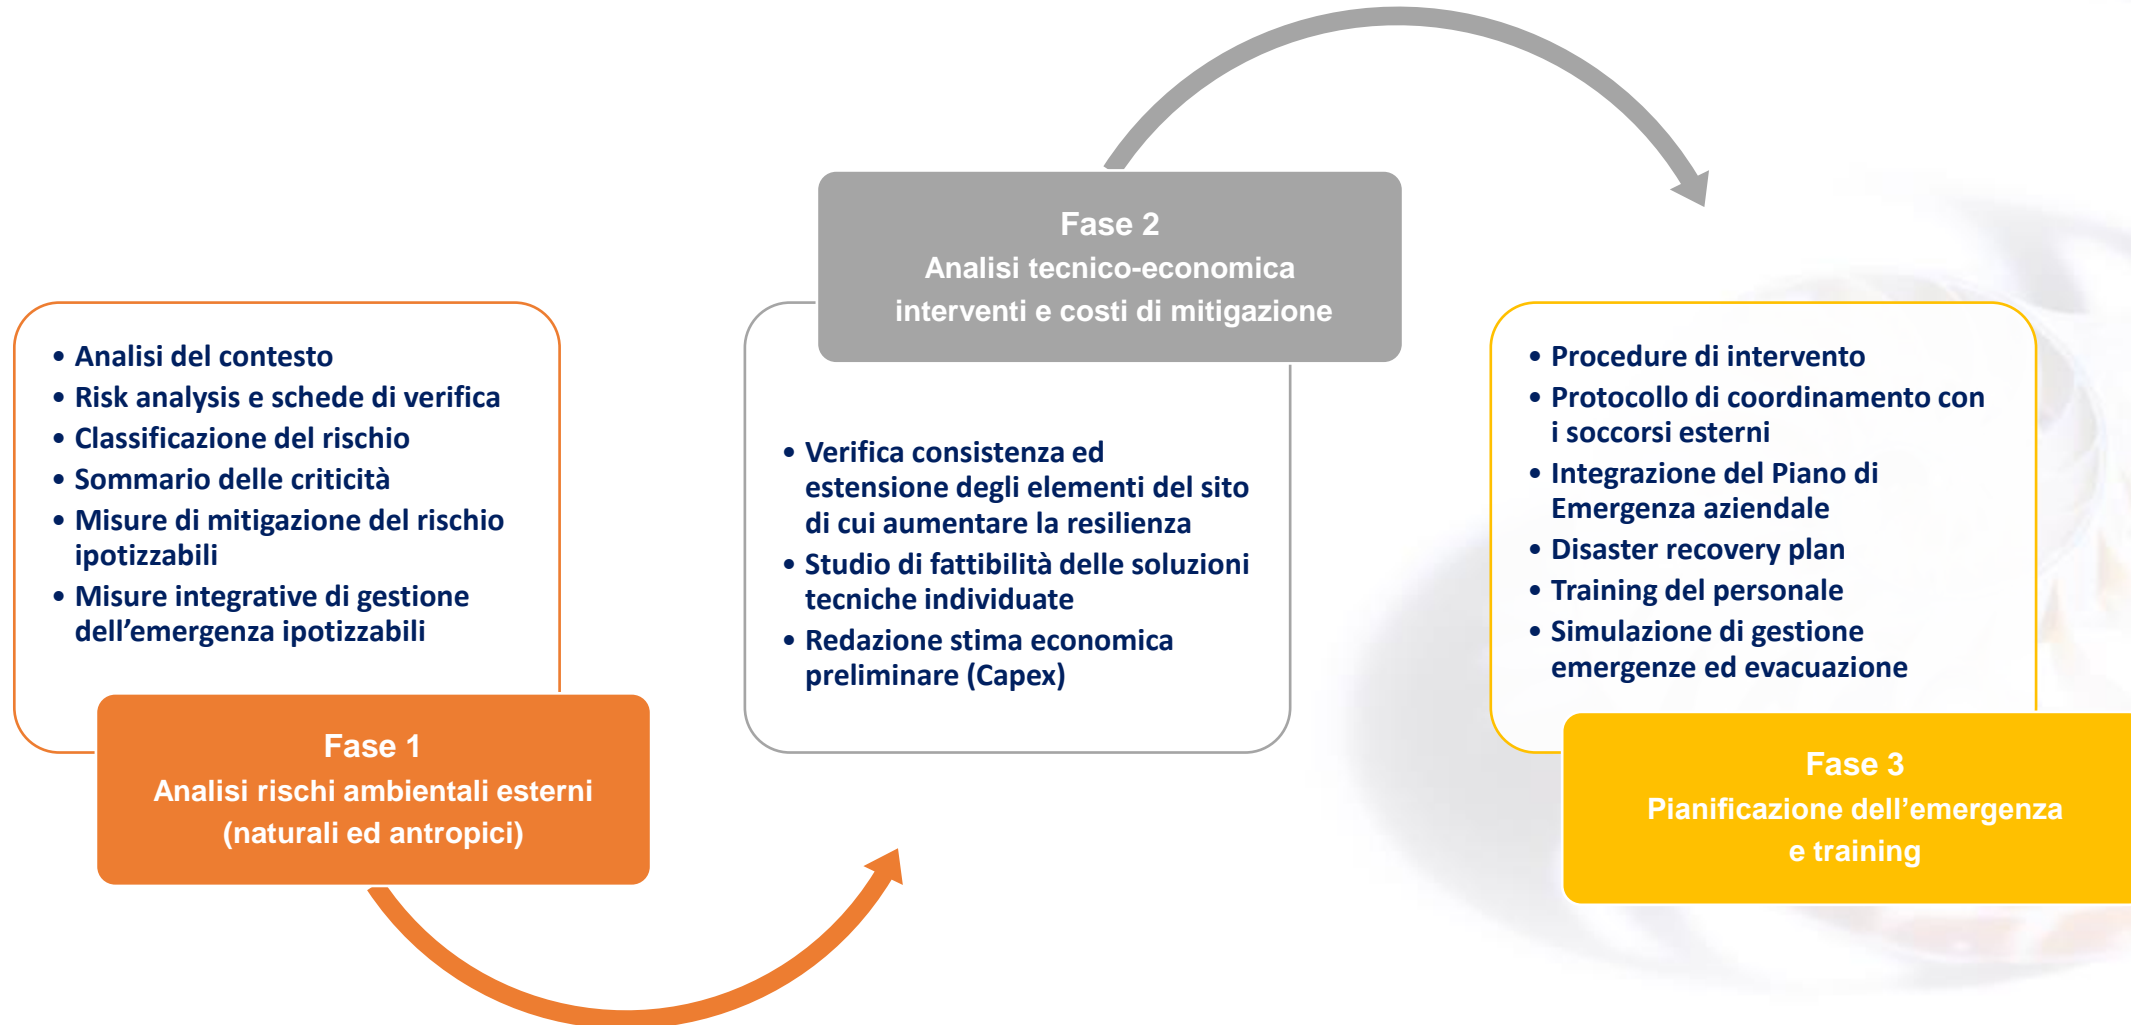 • Analisi del contesto
• Risk analysis e schede di verifica
• Classificazione del rischio
• Sommario delle criticità
• Misure di mitigazione del rischio
ipotizzabili
• Misure integrative di gestione
dell’emergenza ipotizzabili
Fase 1
Analisi rischi ambientali esterni
(naturali ed antropici)
Fase 2
Analisi tecnico-economica
interventi e costi di mitigazione
• Verifica consistenza ed
estensione degli elementi del sito
di cui aumentare la resilienza
• Studio di fattibilità delle soluzioni
tecniche individuate
• Redazione stima economica
preliminare (Capex)
• Procedure di intervento
• Protocollo di coordinamento con
i soccorsi esterni
• Integrazione del Piano di
Emergenza aziendale
• Disaster recovery plan
• Training del personale
• Simulazione di gestione
emergenze ed evacuazione
Fase 3
Pianificazione dell’emergenza
e training